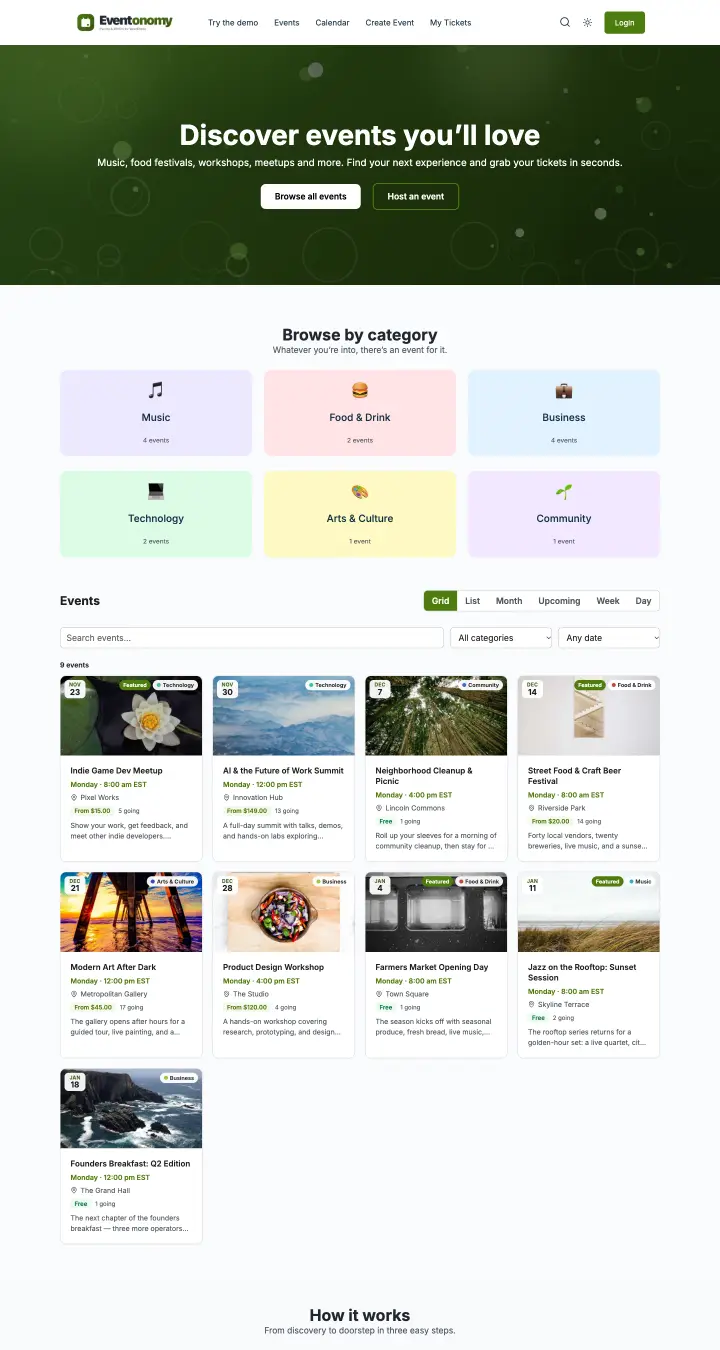 Eventonomy
Try the demo
Events
Calendar
Create Event
My Tickets
Login
Discover events you’ll love
Music, food festivals, workshops, meetups and more. Find your next experience and grab your tickets in seconds.
Browse all events
Host an event
Browse by category
Whatever you’re into, there’s an event for it.
Music
4 events
Food & Drink
2 events
Business
4 events
Technology
2 events
Arts & Culture
1 event
Community
1 event
Events
Grid
List
Month
Upcoming
Week
Day
Search events...
All categories
Any date
9 events
NOV
23
Featured
Technology
Indie Game Dev Meetup
Monday · 8:00 am EST
Pixel Works
From $15.00
5 going
Show your work, get feedback, and
meet other indie developers....
NOV
30
Technology
AI & the Future of Work Summit
Monday · 12:00 pm EST
Innovation Hub
From $149.00
13 going
A full-day summit with talks, demos,
and hands-on labs exploring...
DEC
7
Community
Neighborhood Cleanup &
Picnic
Monday · 4:00 pm EST
Lincoln Commons
Free
1 going
Roll up your sleeves for a morning of
community cleanup, then stay for ...
DEC
14
Featured
Food & Drink
Street Food & Craft Beer
Festival
Monday · 8:00 am EST
Riverside Park
From $20.00
14 going
Forty local vendors, twenty
breweries, live music, and a sunse...
DEC
21
Arts & Culture
Modern Art After Dark
Monday · 12:00 pm EST
Metropolitan Gallery
From $45.00
17 going
The gallery opens after hours for a
guided tour, live painting, and a...
DEC
28
Business
Product Design Workshop
Monday · 4:00 pm EST
The Studio
From $120.00
4 going
A hands-on workshop covering
research, prototyping, and design...
JAN
4
Featured
Food & Drink
Farmers Market Opening Day
Monday · 8:00 am EST
Town Square
Free
1 going
The season kicks off with seasonal
produce, fresh bread, live music,...
JAN
11
Featured
Music
Jazz on the Rooftop: Sunset
Session
Monday · 8:00 am EST
Skyline Terrace
Free
2 going
The rooftop series returns for a
golden-hour set: a live quartet, cit...
JAN
18
Business
Founders Breakfast: Q2 Edition
Monday · 12:00 pm EST
The Grand Hall
Free
1 going
The next chapter of the founders
breakfast — three more operators...
How it works
From discovery to doorstep in three easy steps.